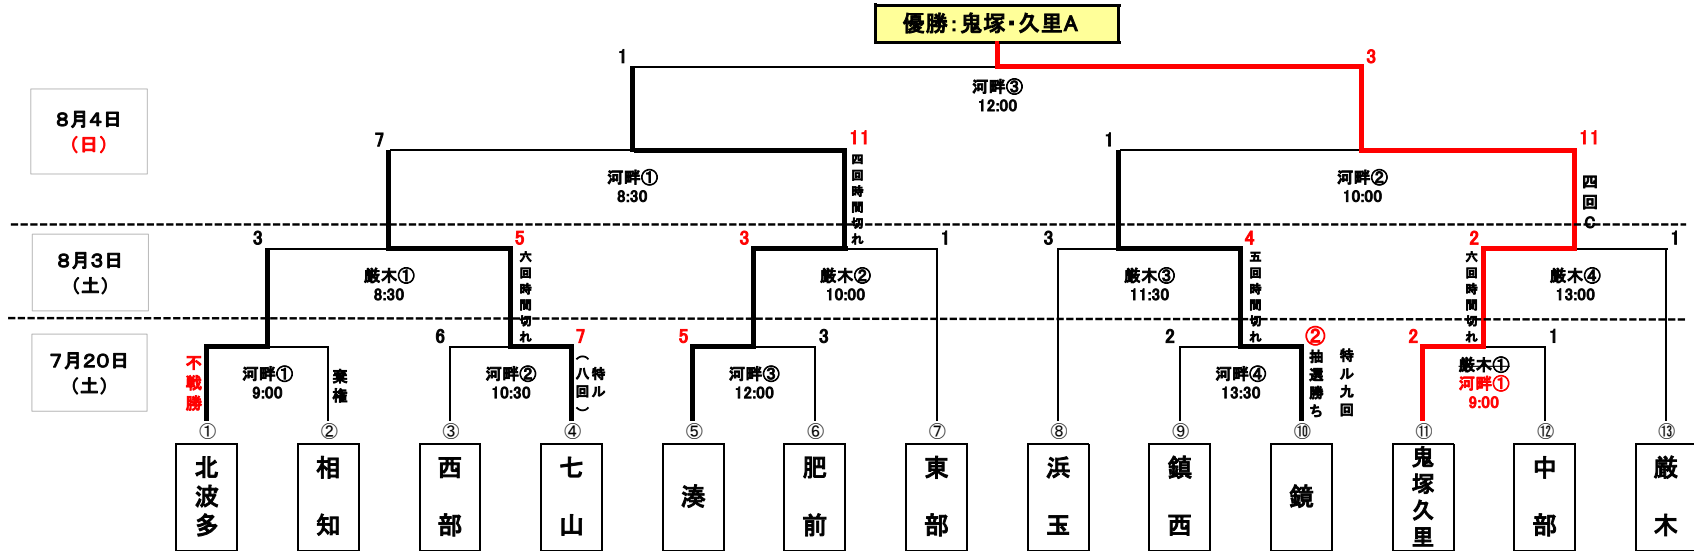 優勝：鬼塚・久里A
1
3
河畔③
12:00
8月4日
（日）
7
11
四回時間切れ
河畔①
8:30
1
11
四回C
河畔②
10:00
8月3日
（土）
3
5
六回時間切れ
厳木①
8:30
3
1
厳木②
10:00
3
4
五回時間切れ
厳木③
11:30
2
1
六回時間切れ
厳木④
13:00
7月20日
（土）
不戦勝
棄権
河畔①
9:00
6
7
（八回）
特ル
河畔②
10:30
5
3
河畔③
12:00
2
②
抽選勝ち
特ル九回
河畔④
13:30
2
1
厳木①
河畔①
9:00
①
②
③
④
⑤
⑥
⑦
⑧
⑨
⑩
⑪
⑫
⑬
北波多
相知
西部
七山
湊
肥前
東部
浜玉
鎮西
鏡
鬼塚久里
中部
厳木